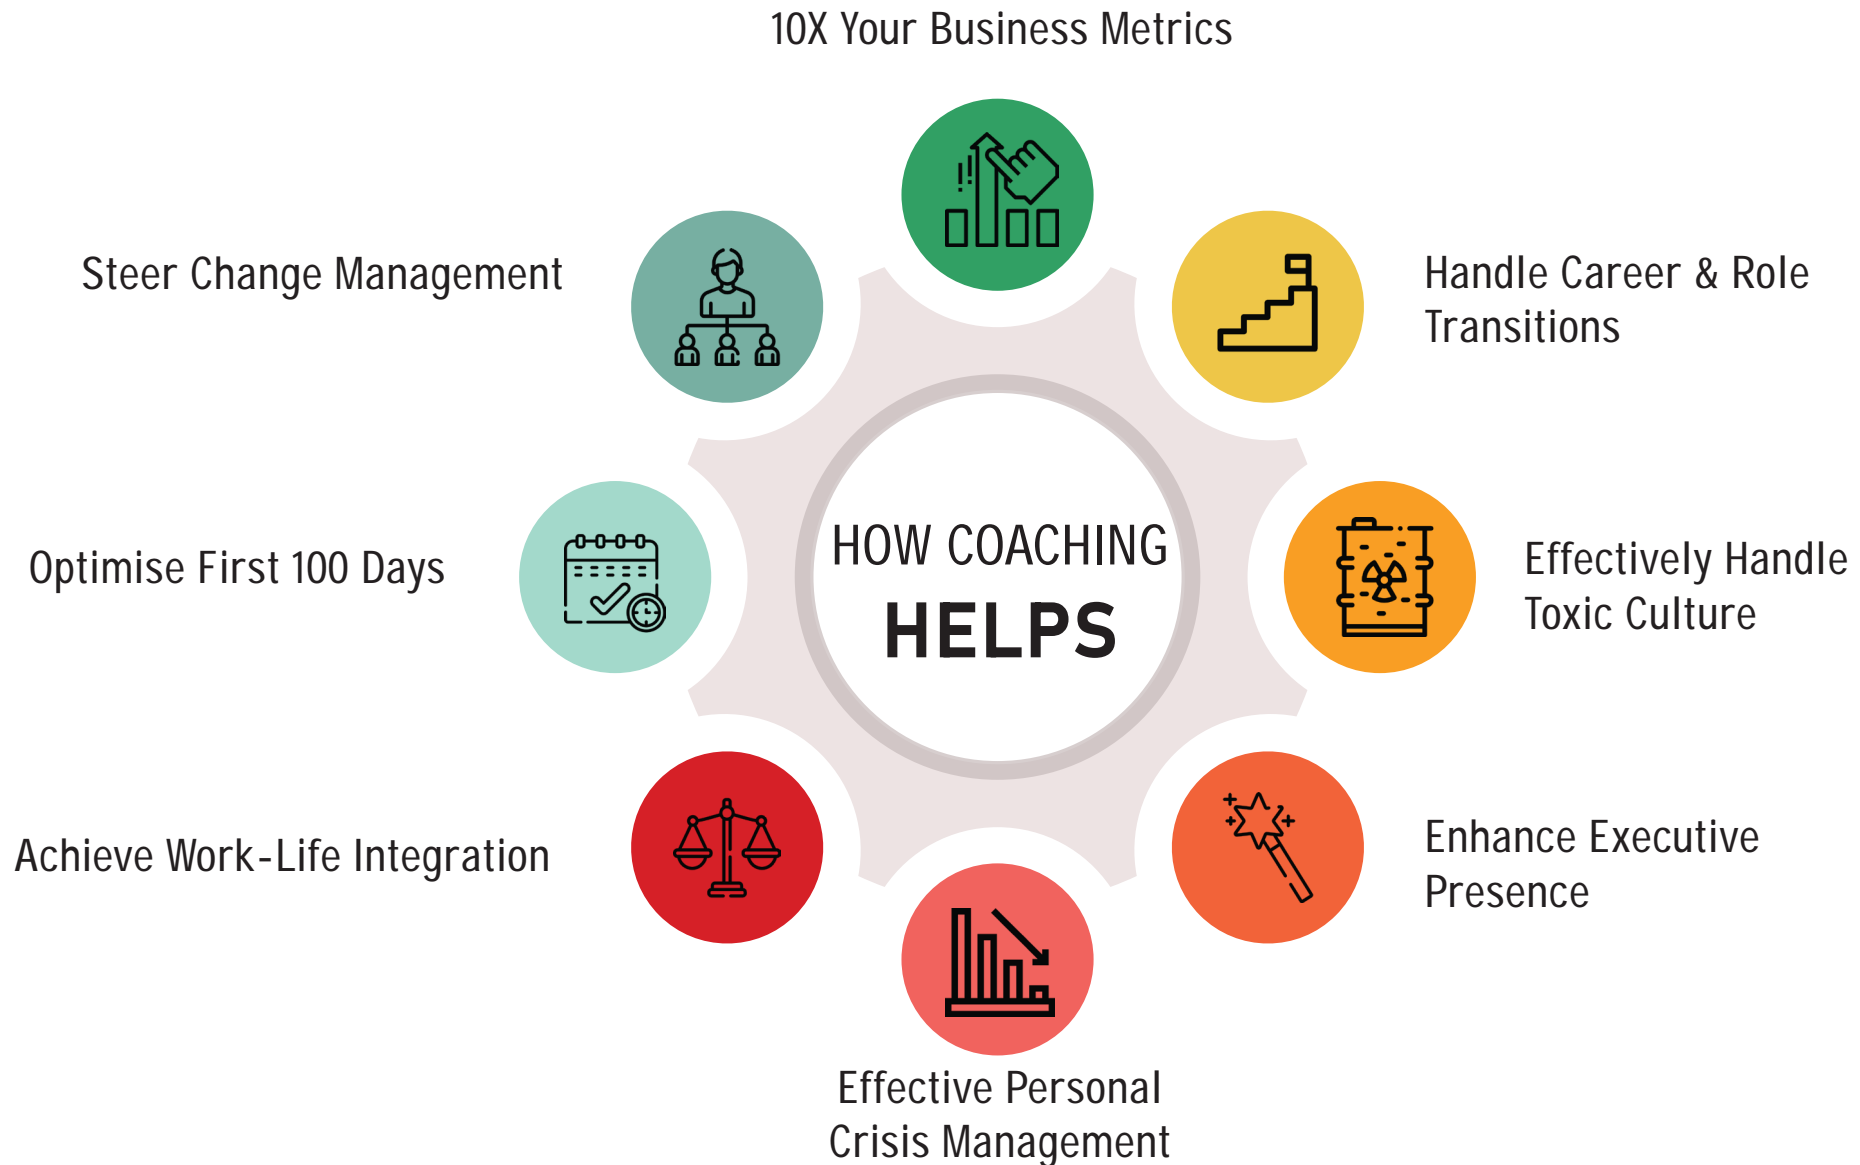 10X Your Business Metrics
Steer Change Management
Handle Career & Role
Transitions
HOW COACHING
HELPS
Optimise First 100 Days
Effectively Handle
Toxic Culture
Achieve Work-Life Integration
Enhance Executive
Presence
Effective Personal
Crisis Management